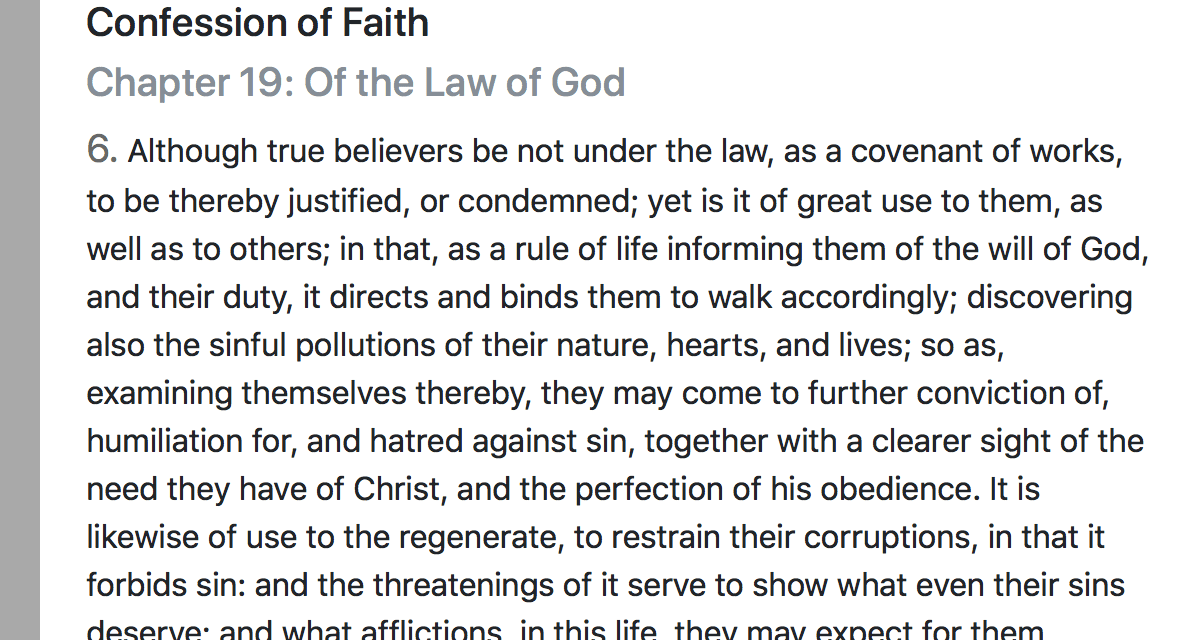 Confession of Faith
Chapter 19: Of the Law of God
6. Although true believers be not under the law, as a covenant of works,
to be thereby justified, or condemned; yet is it of great use to them, as
well as to others; in that, as a rule of life informing them of the will of God,
and their duty, it directs and binds them to walk accordingly; discovering
also the sinful pollutions of their nature, hearts, and lives; so as,
examining themselves thereby, they may come to further conviction of,
humiliation for, and hatred against sin, together with a clearer sight of the
need they have of Christ, and the perfection of his obedience. It is
likewise of use to the regenerate, to restrain their corruptions, in that it
forbids sin: and the threatenings of it serve to show what even their sins
deserve; and what afflictions, in this life, they may expect for them